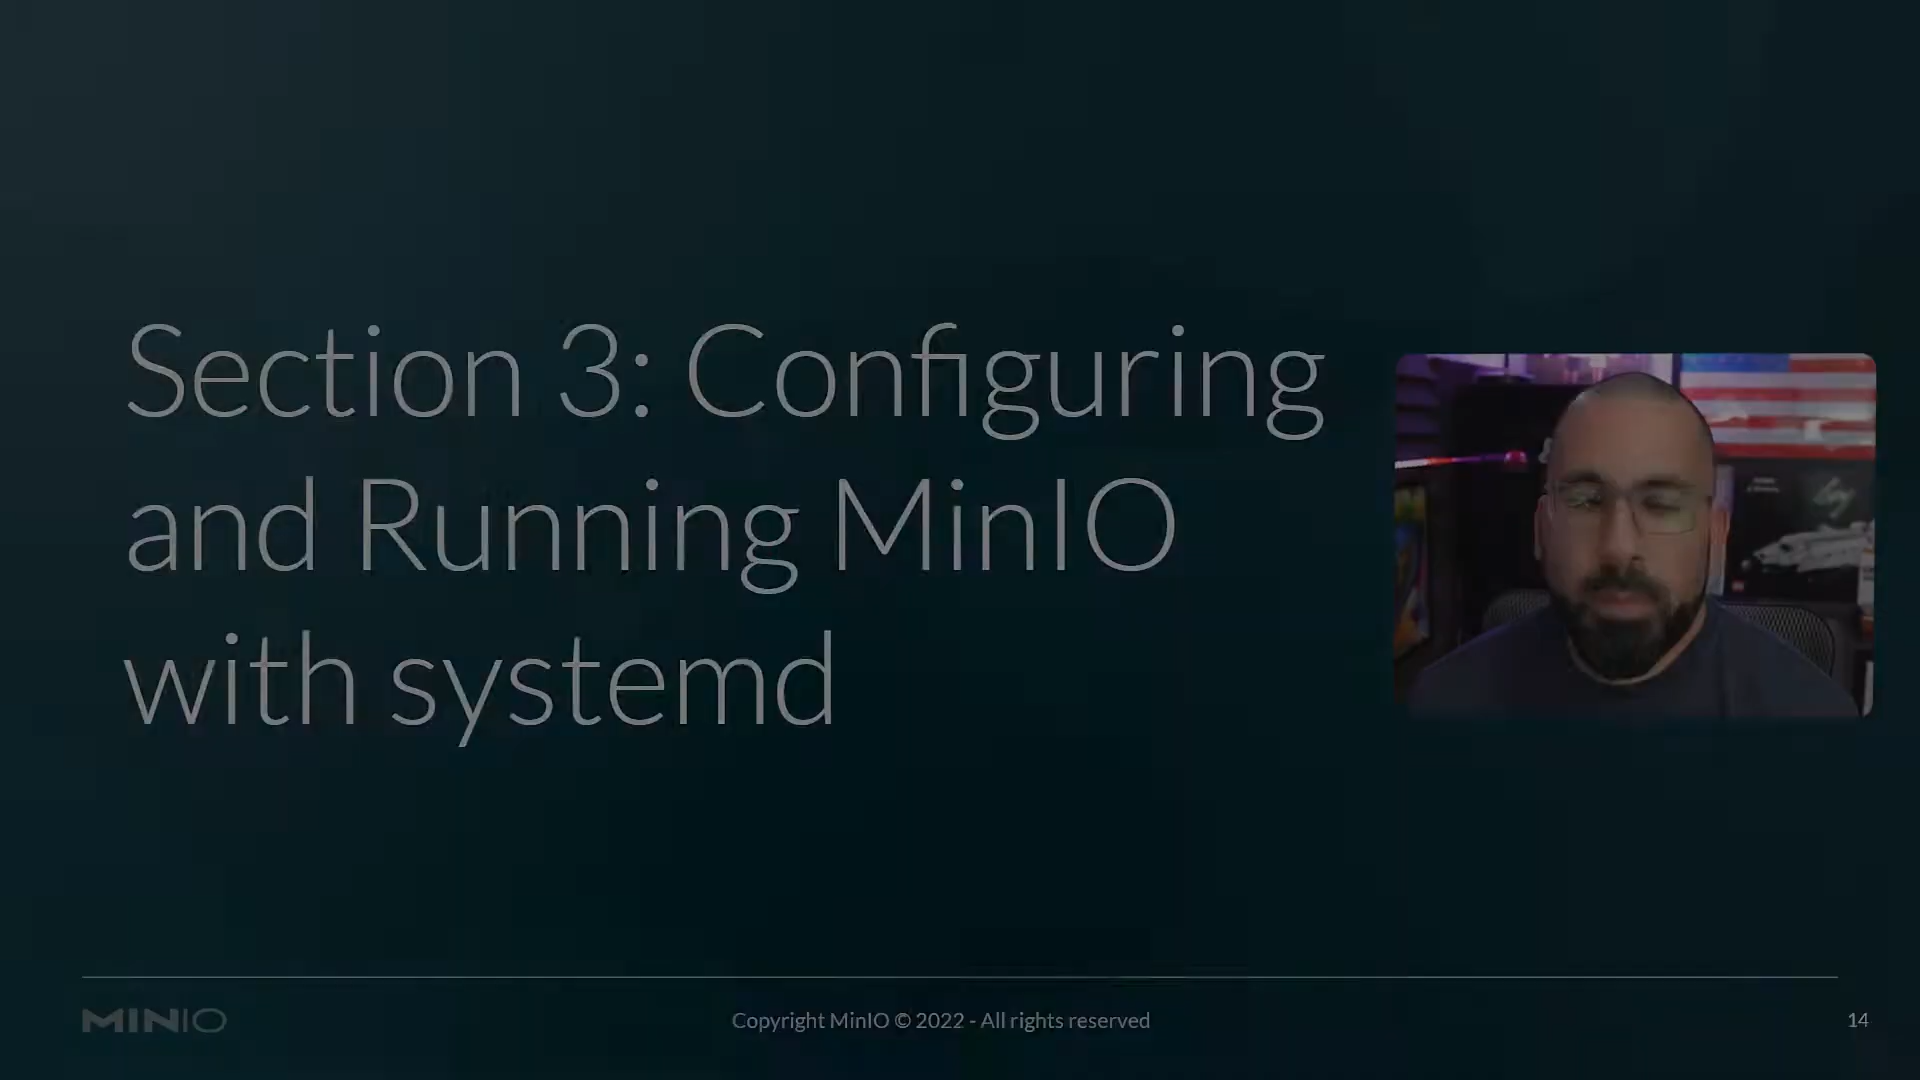 Section 3: Configuring
and Running MinIO
with systemd
MINIO
Copyright MinIO © 2022 - All rights reserved
14